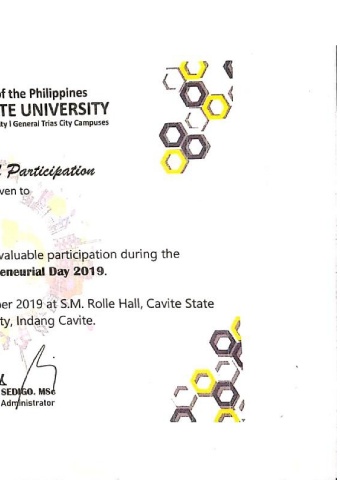 of the Philippines
TE UNIVERSITY
ty | General Trias City Campuses
Participation
ven to
valuable participation during the
eneurial Day 2019.
er 2019 at S.M. Rolle Hall, Cavite State
ty, Indang Cavite.
SEDIGO. MSc
Administrator